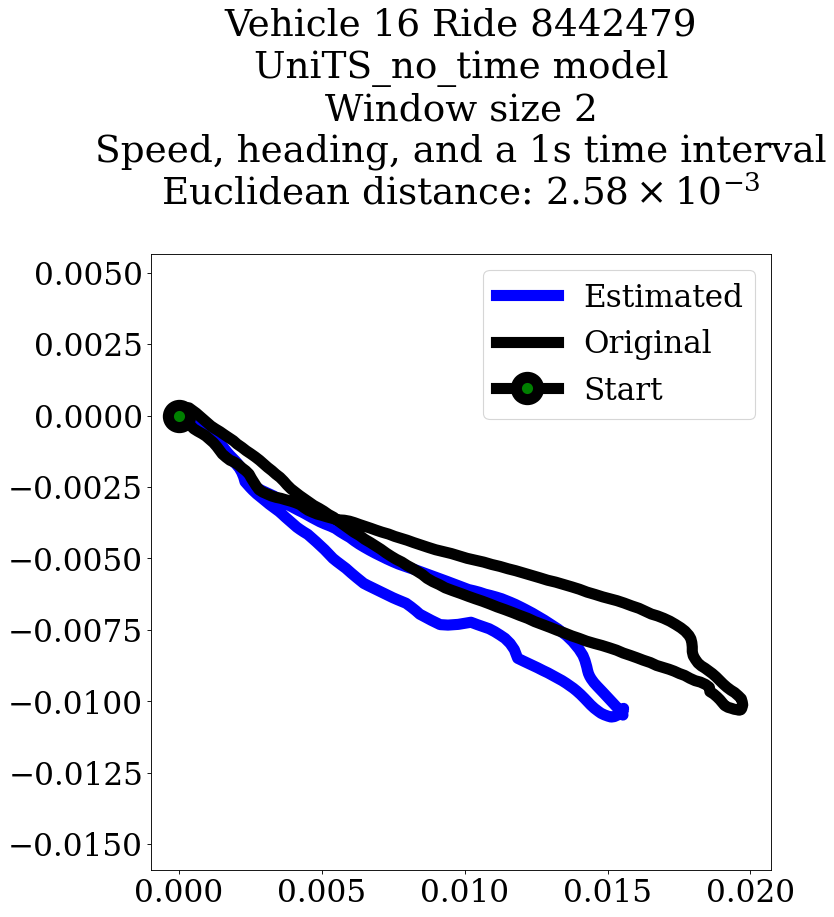 Vehicle 16 Ride 8442479
UniTS_no_time model
Window size 2
Speed, heading, and a 1s time interval
Euclidean distance: 2.58 × 10⁻³
Estimated
Original
Start
0.0050
0.0025
0.0000
−0.0025
−0.0050
−0.0075
−0.0100
−0.0125
−0.0150
0.000 0.005 0.010 0.015 0.020